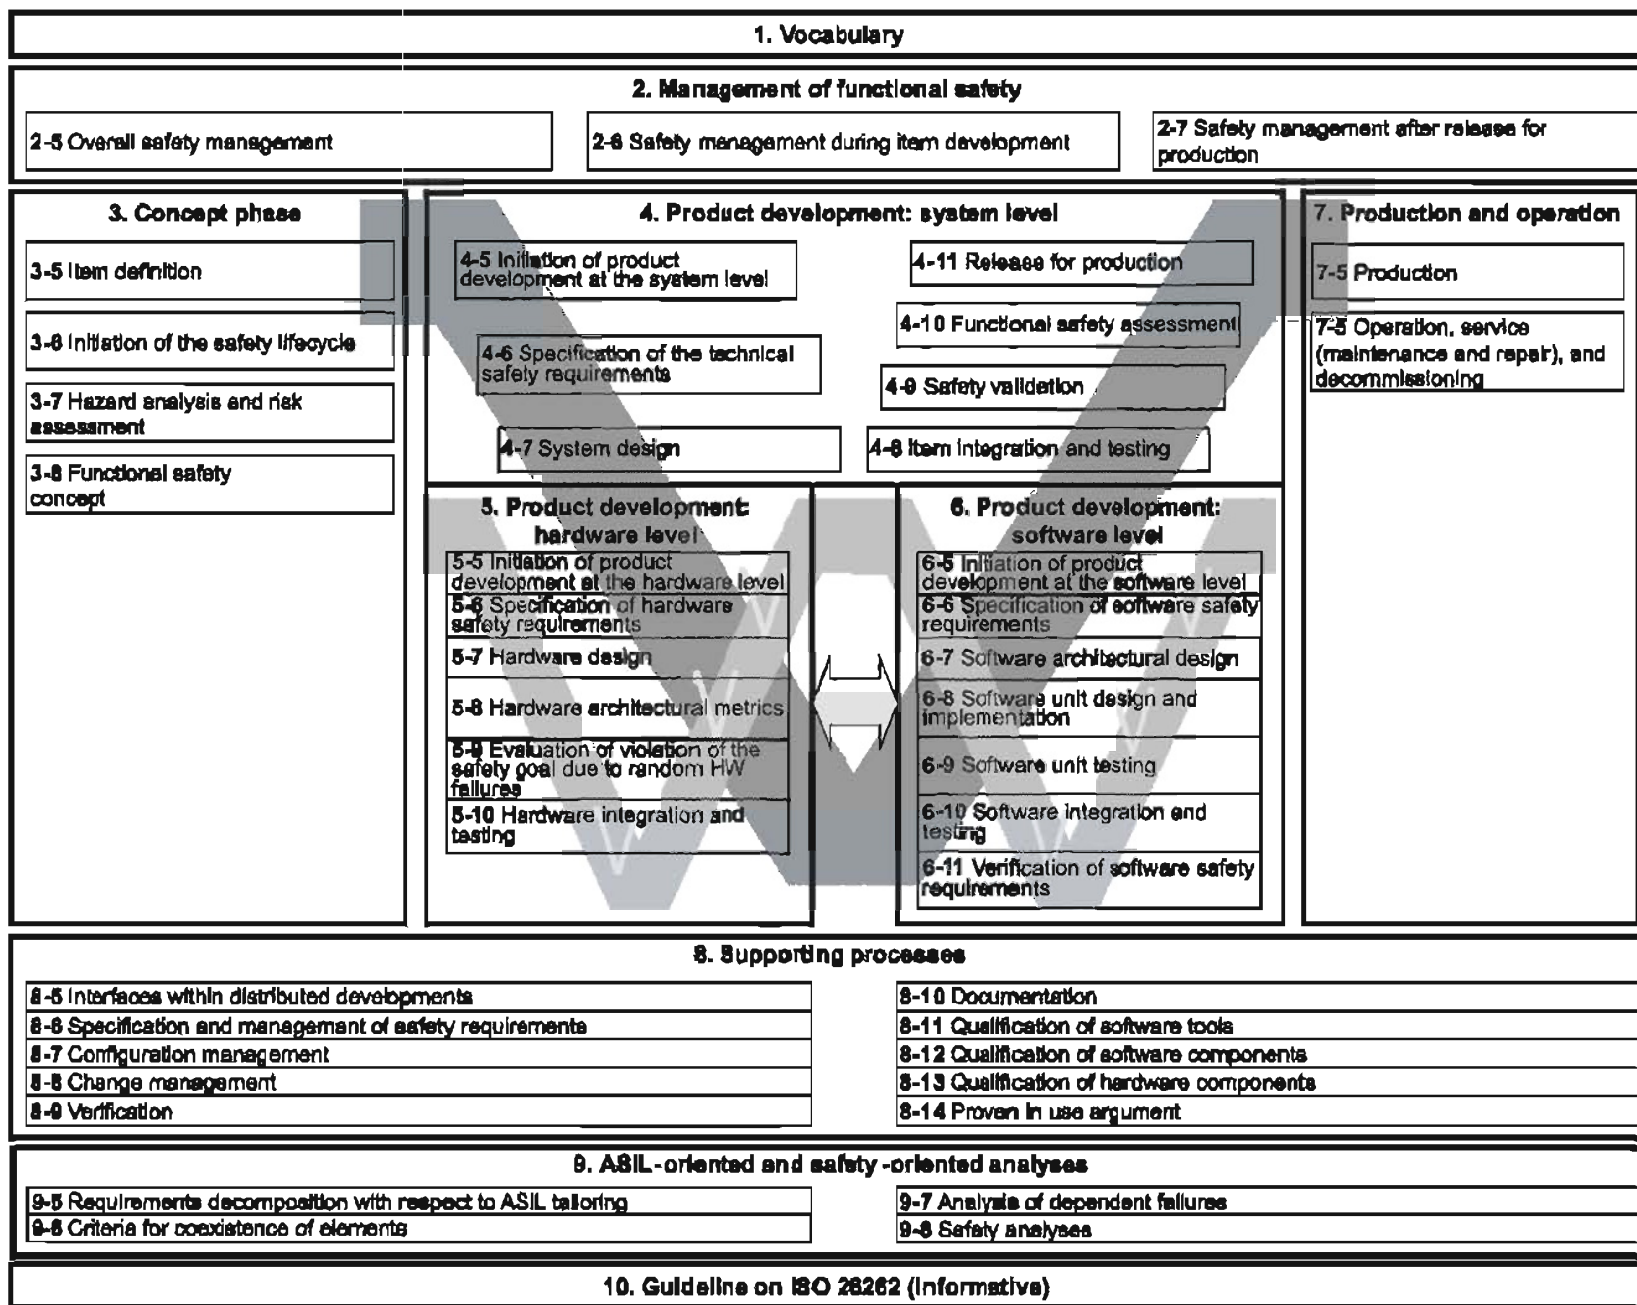 1. Vocabulary
2. Management of functional safety
2-5 Overall safety management
2-6 Safety management during item development
2-7 Safety management after release for
production
3. Concept phase
3-5 Item definition
3-6 Initiation of the safety lifecycle
3-7 Hazard analysis and risk
assessment
3-8 Functional safety
concept
4. Product development: system level
4-5 Initiation of product
development at the system level
4-6 Specification of the technical
safety requirements
4-7 System design
4-11 Release for production
4-10 Functional safety assessment
4-9 Safety validation
4-8 Item integration and testing
7. Production and operation
7-5 Production
7-5 Operation, service
(maintenance and repair), and
decommissioning
5. Product development:
hardware level
5-5 Initiation of product
development at the hardware level
5-6 Specification of hardware
safety requirements
5-7 Hardware design
5-8 Hardware architectural metrics
5-9 Evaluation of violation of the
safety goal due to random HW
failures
5-10 Hardware integration and
testing
6. Product development:
software level
6-5 Initiation of product
development at the software level
6-6 Specification of software safety
requirements
6-7 Software architectural design
6-8 Software unit design and
implementation
6-9 Software unit testing
6-10 Software integration and
testing
6-11 Verification of software safety
requirements
8. Supporting processes
8-5 Interfaces within distributed developments
8-6 Specification and management of safety requirements
8-7 Configuration management
8-8 Change management
8-9 Verification
8-10 Documentation
8-11 Qualification of software tools
8-12 Qualification of software components
8-13 Qualification of hardware components
8-14 Proven in use argument
9. ASIL-oriented and safety-oriented analyses
9-5 Requirements decomposition with respect to ASIL tailoring
9-6 Criteria for coexistence of elements
9-7 Analysis of dependent failures
9-8 Safety analyses
10. Guideline on ISO 26262 (informative)